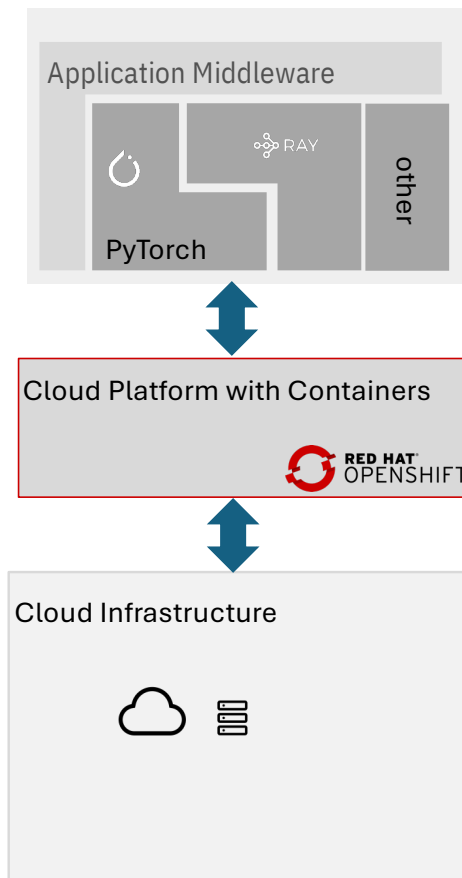 Application Middleware
RAY
other
PyTorch
Cloud Platform with Containers
RED HAT®
OPENSHIFT
Cloud Infrastructure